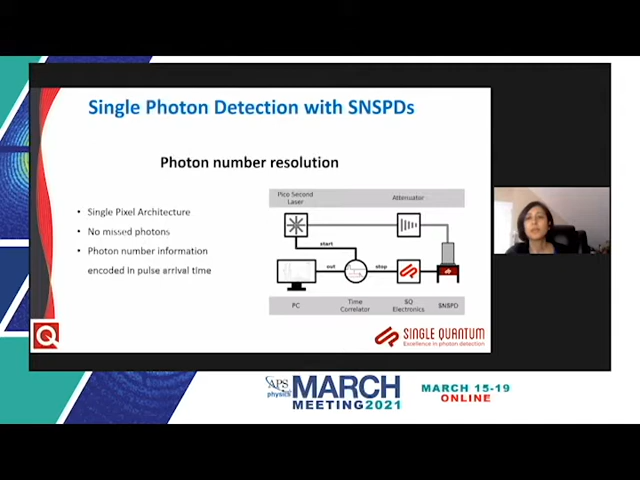 Single Photon Detection with SNSPDs
Photon number resolution
• Single Pixel Architecture
• No missed photons
• Photon number information
encoded in pulse arrival time
Pico Second
Laser
Attenuator
start
out
stop
PC
Time
Correlator
SQ
Electronics
SNSPD
Q
SINGLE QUANTUM
Excellence in photon detection
APS
physics
MARCH
MEETING2021
MARCH 15-19
ONLINE